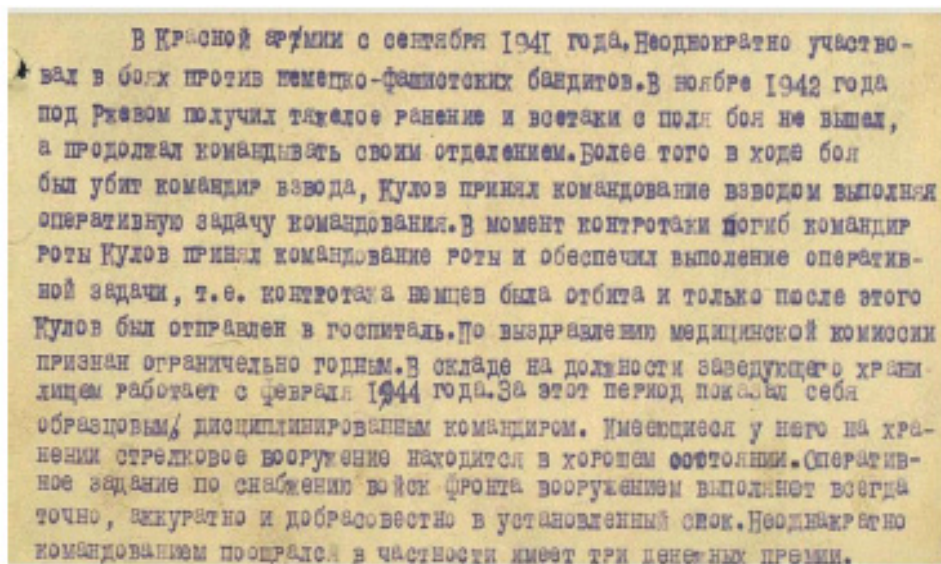 В Красной армии с сентября 1941 года.Неоднократно участво-
вал в боях против немецко-фашистских бандитов.В ноябре 1942 года
под Ржевом получил тяжелое ранение и всетаки с поля боя не вышел,
а продолжал командывать своим отделением.Более того в ходе боя
был убит командир взвода, Кулов принял командование взводом выполняя
оперативную задачу командования.В момент контротаки погиб командир
роты Кулов принял командование роты и обеспечил выполение оператив-
ной задачи, т.е. контротака немцев была отбита и только после этого
Кулов был отправлен в госпиталь.По выздравлению медицинской комиссии
признан ограничельно годным.В складе на должности заведующего храни
лищем работает с февраля 1944 года.За этот период показал себя
образцовым, дисциплинированным командиром. Имеющиеся у него на хра-
нении стрелковое вооружение находится в хорошем состоянии.Оператив-
ное задание по снабжению войск фронта вооружением выполняет всегда
точно, аккуратно и добрасовестно в установленный срок.Неоднакратно
командованием поощрался в частности имеет три денежных премии.